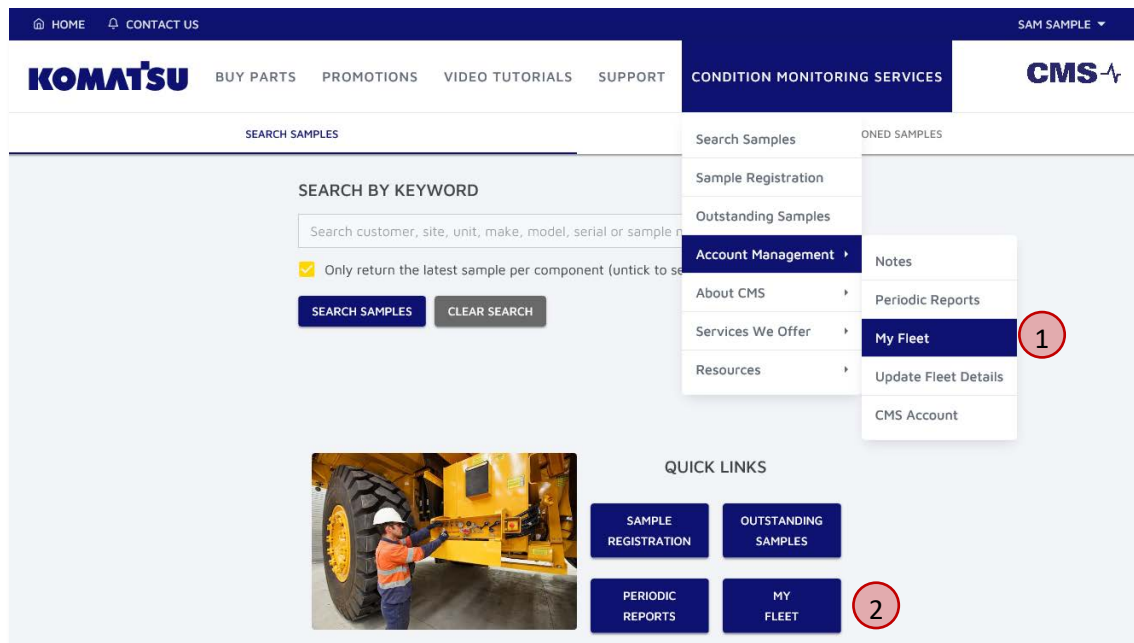 HOME CONTACT US SAM SAMPLE
KOMATSU BUY PARTS PROMOTIONS VIDEO TUTORIALS SUPPORT CONDITION MONITORING SERVICES CMS
SEARCH SAMPLES ONED SAMPLES
Search Samples
Sample Registration
Outstanding Samples
Account Management
About CMS
Services We Offer
Resources
Notes
Periodic Reports
My Fleet 1
Update Fleet Details
CMS Account
SEARCH BY KEYWORD
Search customer, site, unit, make, model, serial or sample n
Only return the latest sample per component (untick to se
SEARCH SAMPLES CLEAR SEARCH
QUICK LINKS
SAMPLE
REGISTRATION
OUTSTANDING
SAMPLES
PERIODIC
REPORTS
MY
FLEET
2